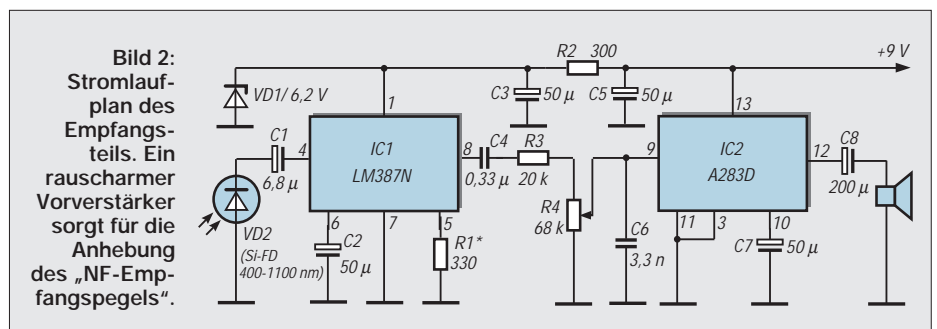 Bild 2:
Stromlauf-
plan des
Empfangs-
teils. Ein
rauscharmer
Vorverstärker
sorgt für die
Anhebung
des „NF-Emp-
fangspegels“.
R2 300
+9 V
VD1/ 6,2 V
C3 50 µ
C5 50 µ
1
13
C1
6,8 µ
4
IC1
LM387N
8
C4
0,33 µ
R3
20 k
9
IC2
A283D
12
C8
200 µ
VD2
(Si-FD
400-1100 nm)
6
7
5
C2
50 µ
R1*
330
R4
68 k
C6
3,3 n
11
3
10
C7 50 µ